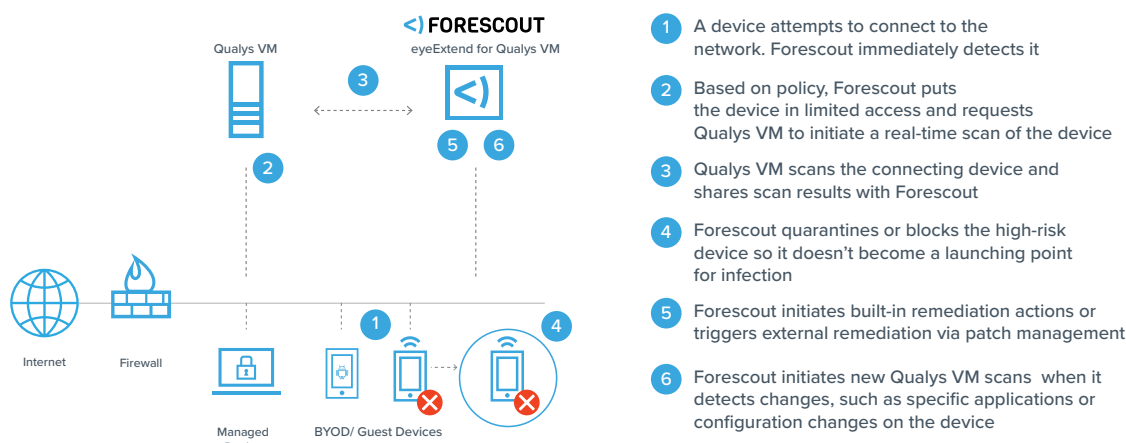 <) FORESCOUT
Qualys VM
eyeExtend for Qualys VM
3
<)
5
6
2
1
4
Internet
Firewall
Managed
BYOD/ Guest Devices
1
A device attempts to connect to the
network. Forescout immediately detects it
2
Based on policy, Forescout puts
the device in limited access and requests
Qualys VM to initiate a real-time scan of the device
3
Qualys VM scans the connecting device and
shares scan results with Forescout
4
Forescout quarantines or blocks the high-risk
device so it doesn’t become a launching point
for infection
5
Forescout initiates built-in remediation actions or
triggers external remediation via patch management
6
Forescout initiates new Qualys VM scans  when it
detects changes, such as specific applications or
configuration changes on the device